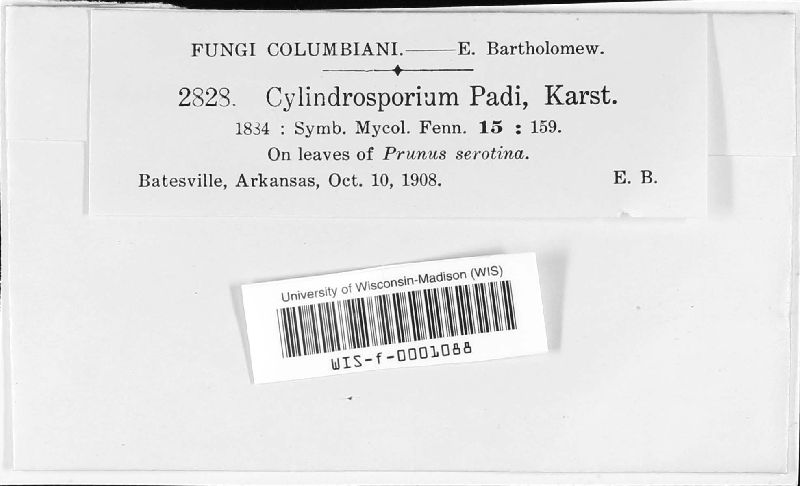 FUNGI COLUMBIANI.——E. Bartholomew.
2828. Cylindrosporium Padi, Karst.
1884 : Symb. Mycol. Fenn. 15 : 159.
On leaves of Prunus serotina.
Batesville, Arkansas, Oct. 10, 1908. E. B.
University of Wisconsin-Madison (WIS)
WIS-f-0001088